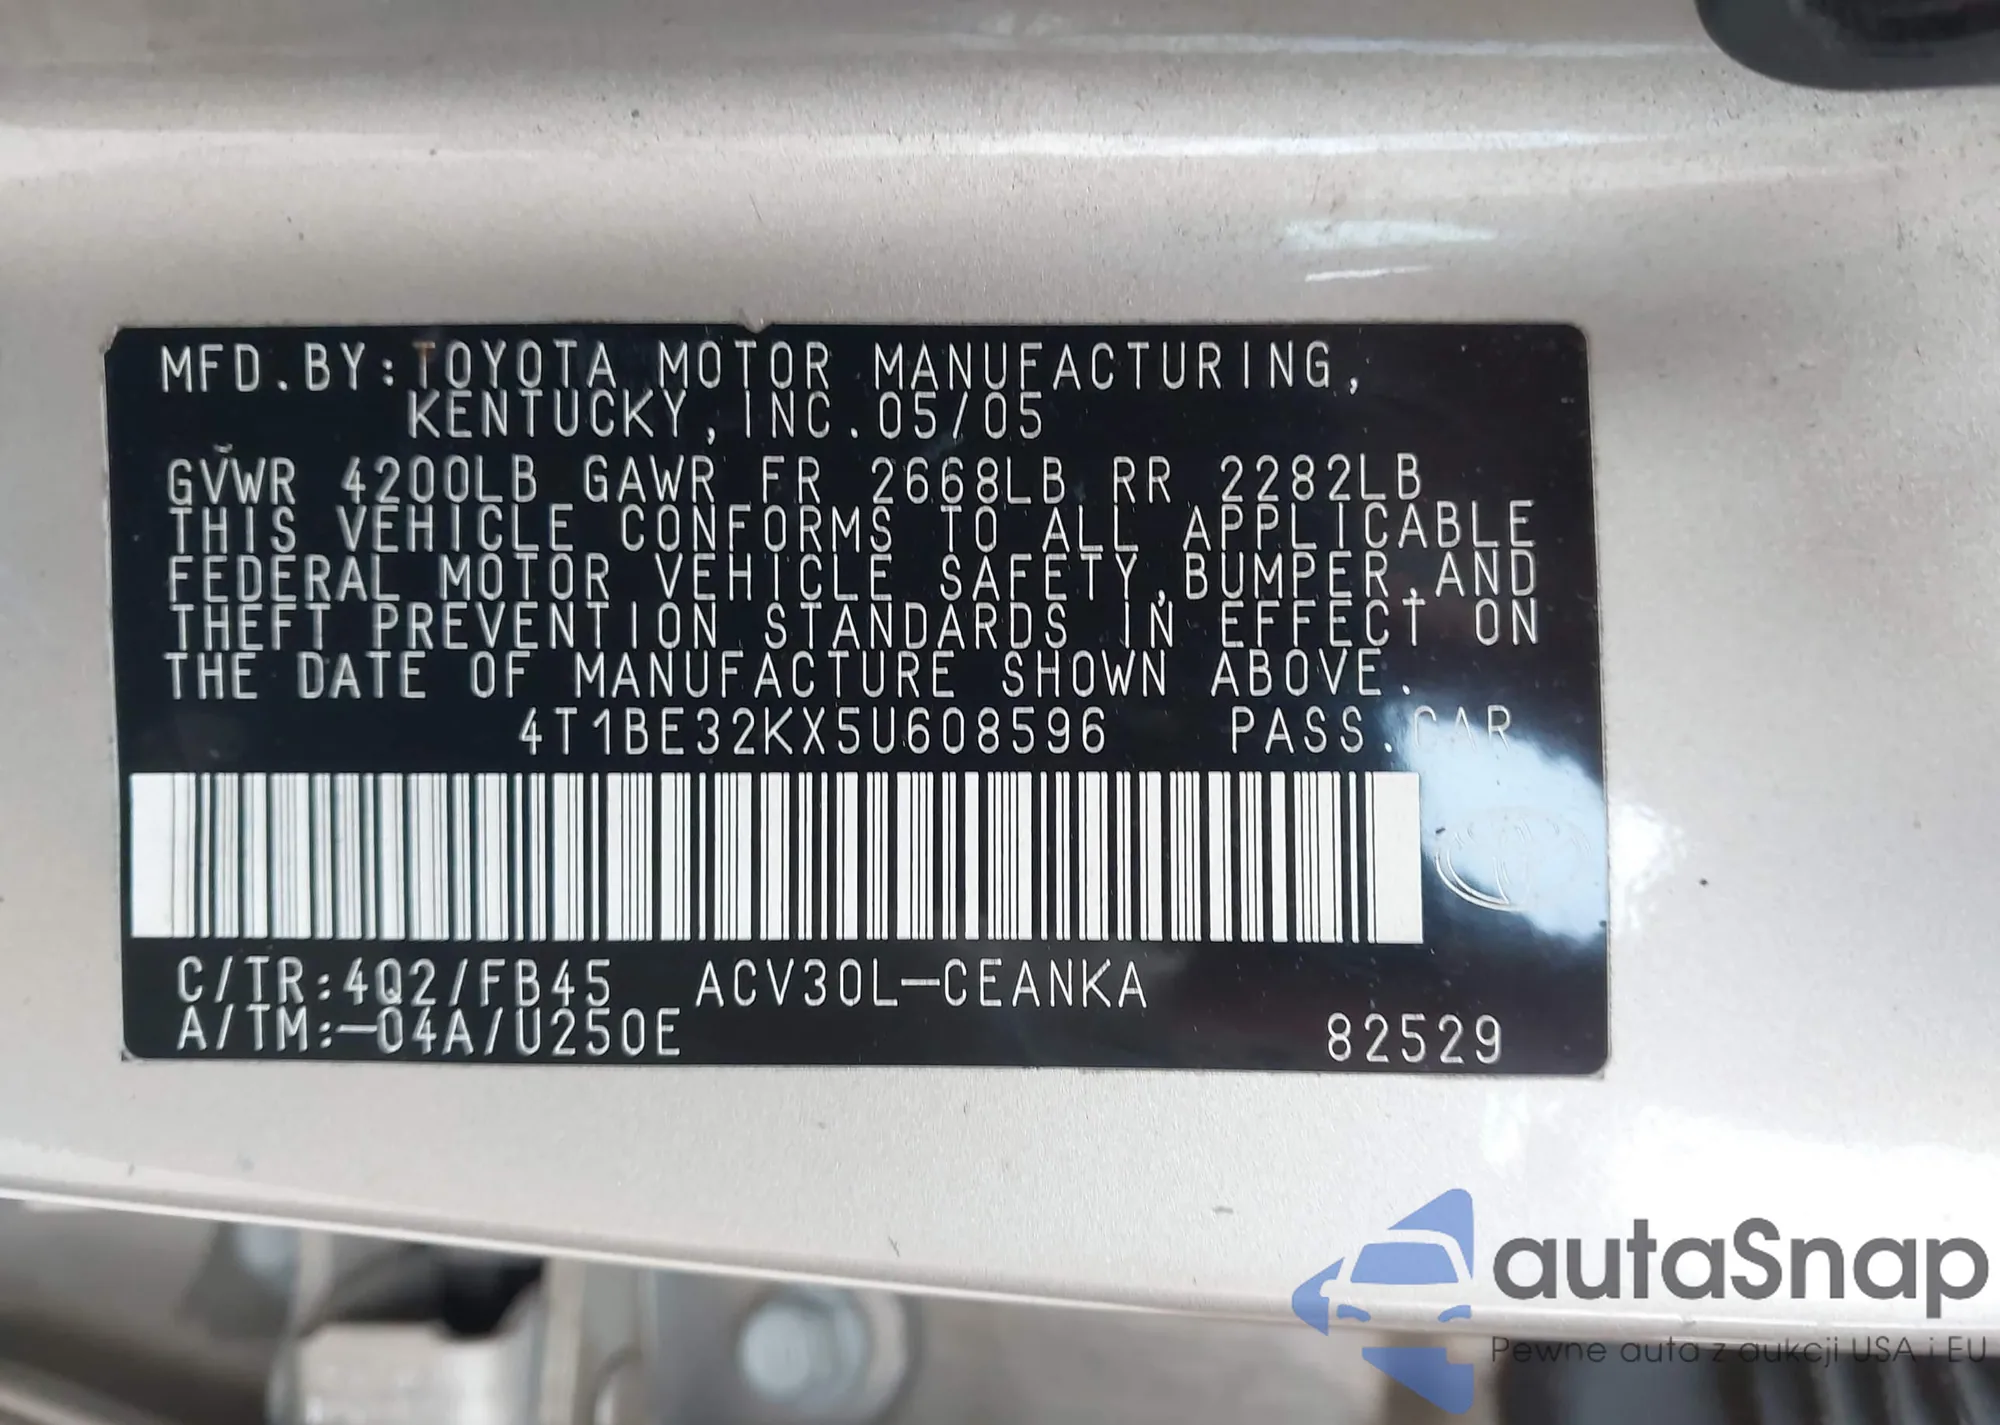 MFD.BY:TOYOTA MOTOR MANUFACTURING,
KENTUCKY,INC.05/05
GVWR 4200LB GAWR FR 2668LB RR 2282LB
THIS VEHICLE CONFORMS TO ALL APPLICABLE
FEDERAL MOTOR VEHICLE SAFETY,BUMPER,AND
THEFT PREVENTION STANDARDS IN EFFECT ON
THE DATE OF MANUFACTURE SHOWN ABOVE.
4T1BE32KX5U608596 PASS.CAR
C/TR:4Q2/FB45 ACV30L-CEANKA
A/TM:-04A/U250E 82529
autaSnap
Pewne auta z aukcji USA i EU